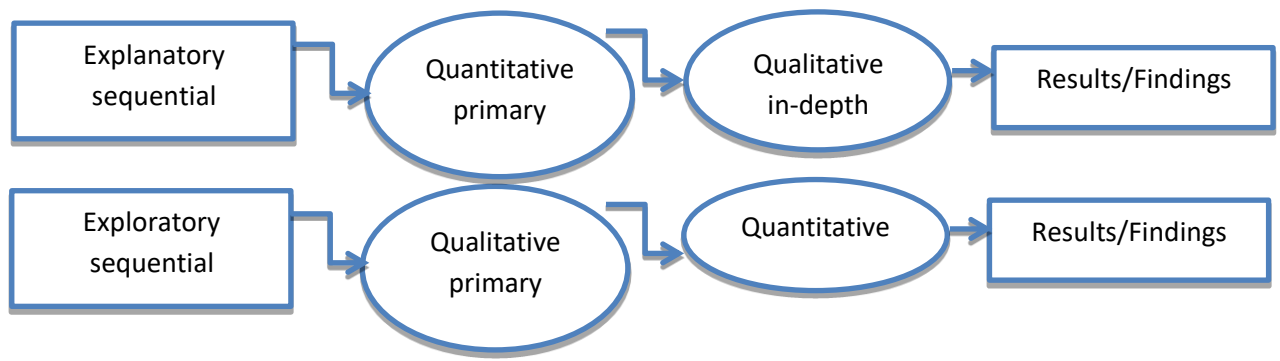 Explanatory
sequential
Quantitative
primary
Qualitative
in-depth
Results/Findings
Exploratory
sequential
Qualitative
primary
Quantitative
Results/Findings